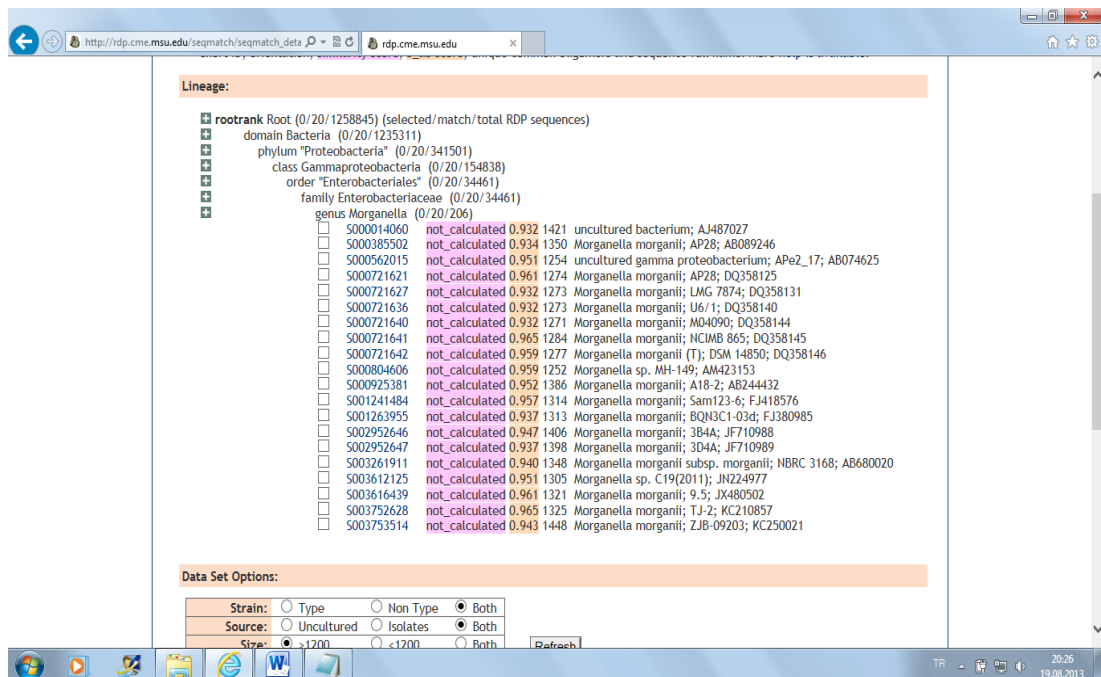 http://rdp.cme.msu.edu/seqmatch/seqmatch_deta
rdp.cme.msu.edu
Lineage:
rootrank Root (0/20/1258845) (selected/match/total RDP sequences)
domain Bacteria (0/20/1235311)
phylum "Proteobacteria" (0/20/341501)
class Gammaproteobacteria (0/20/154838)
order "Enterobacteriales" (0/20/34461)
family Enterobacteriaceae (0/20/34461)
genus Morganella (0/20/206)
S000014060 not_calculated 0.932 1421 uncultured bacterium; AJ487027
S000385502 not_calculated 0.934 1350 Morganella morganii; AP28; AB089246
S000562015 not_calculated 0.951 1254 uncultured gamma proteobacterium; APe2_17; AB074625
S000721621 not_calculated 0.961 1274 Morganella morganii; AP28; DQ358125
S000721627 not_calculated 0.932 1273 Morganella morganii; LMG 7874; DQ358131
S000721636 not_calculated 0.932 1273 Morganella morganii; U6/1; DQ358140
S000721640 not_calculated 0.932 1271 Morganella morganii; M04090; DQ358144
S000721641 not_calculated 0.965 1284 Morganella morganii; NCIMB 865; DQ358145
S000721642 not_calculated 0.959 1277 Morganella morganii (T); DSM 14850; DQ358146
S000804606 not_calculated 0.959 1252 Morganella sp. MH-149; AM423153
S000925381 not_calculated 0.952 1386 Morganella morganii; A18-2; AB244432
S001241484 not_calculated 0.957 1314 Morganella morganii; Sam123-6; FJ418576
S001263955 not_calculated 0.937 1313 Morganella morganii; BQN3C1-03d; FJ380985
S002952646 not_calculated 0.947 1406 Morganella morganii; 3B4A; JF710988
S002952647 not_calculated 0.937 1398 Morganella morganii; 3D4A; JF710989
S003261911 not_calculated 0.940 1348 Morganella morganii subsp. morganii; NBRC 3168; AB680020
S003612125 not_calculated 0.951 1305 Morganella sp. C19(2011); JN224977
S003616439 not_calculated 0.961 1321 Morganella morganii; 9.5; JX480502
S003752628 not_calculated 0.965 1325 Morganella morganii; TJ-2; KC210857
S003753514 not_calculated 0.943 1448 Morganella morganii; ZJB-09203; KC250021
Data Set Options:
Strain: Type Non Type Both
Source: Uncultured Isolates Both
Size: >1200 <1200 Both Refresh
TR 20:26
19.08.2013